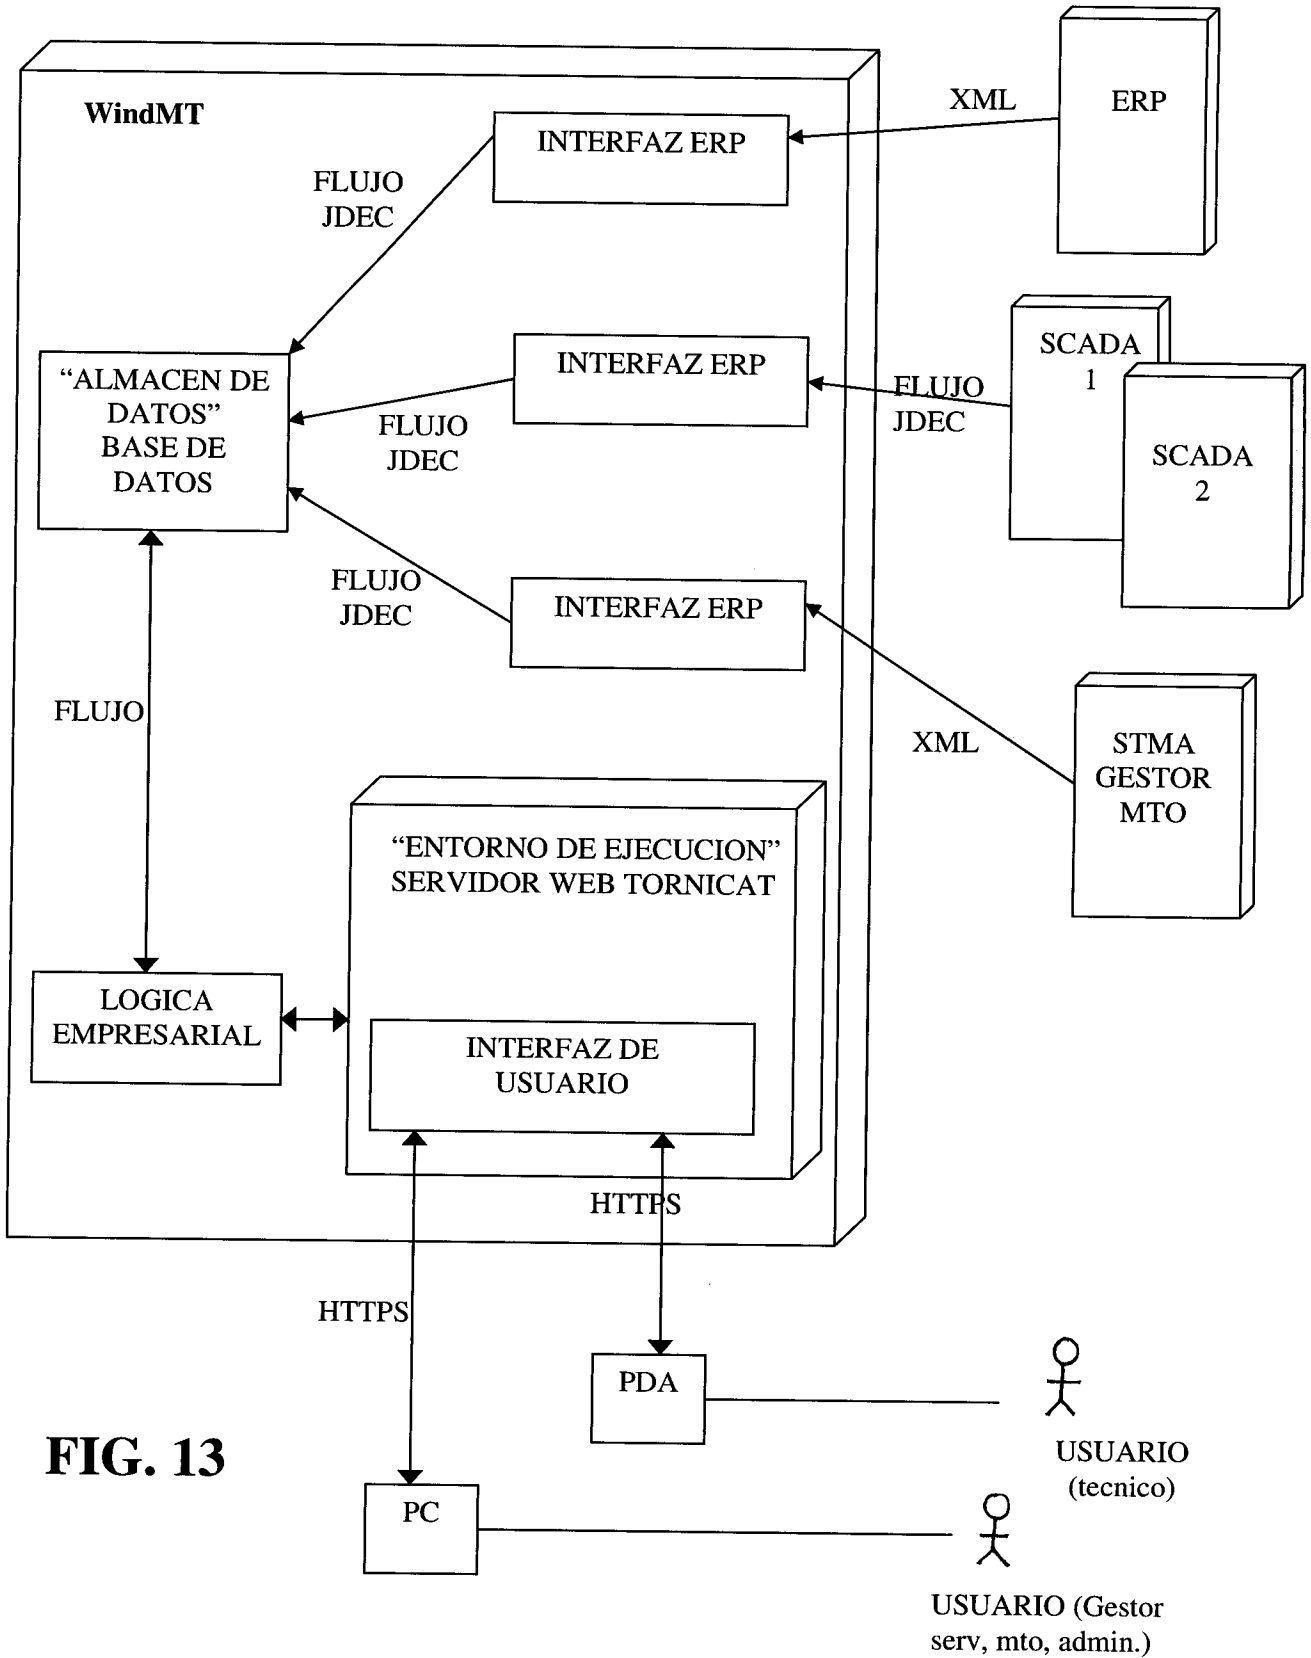 WindMT
XML
ERP
INTERFAZ ERP
FLUJO
JDEC
SCADA
1
INTERFAZ ERP
“ALMACEN DE
DATOS”
BASE DE
DATOS
FLUJO
JDEC
FLUJO
JDEC
SCADA
2
FLUJO
JDEC
INTERFAZ ERP
FLUJO
XML
STMA
GESTOR
MTO
“ENTORNO DE EJECUCION”
SERVIDOR WEB TORNICAT
LOGICA
EMPRESARIAL
INTERFAZ DE
USUARIO
HTTPS
HTTPS
PDA
USUARIO
(tecnico)
FIG. 13
PC
USUARIO (Gestor
serv, mto, admin.)